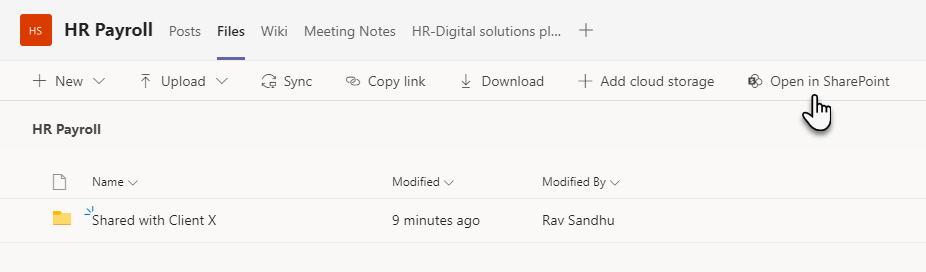 HS HR Payroll Posts Files Wiki Meeting Notes HR-Digital solutions pl...
New Upload Sync Copy link Download Add cloud storage Open in SharePoint
HR Payroll
Name Modified Modified By
Shared with Client X 9 minutes ago Rav Sandhu